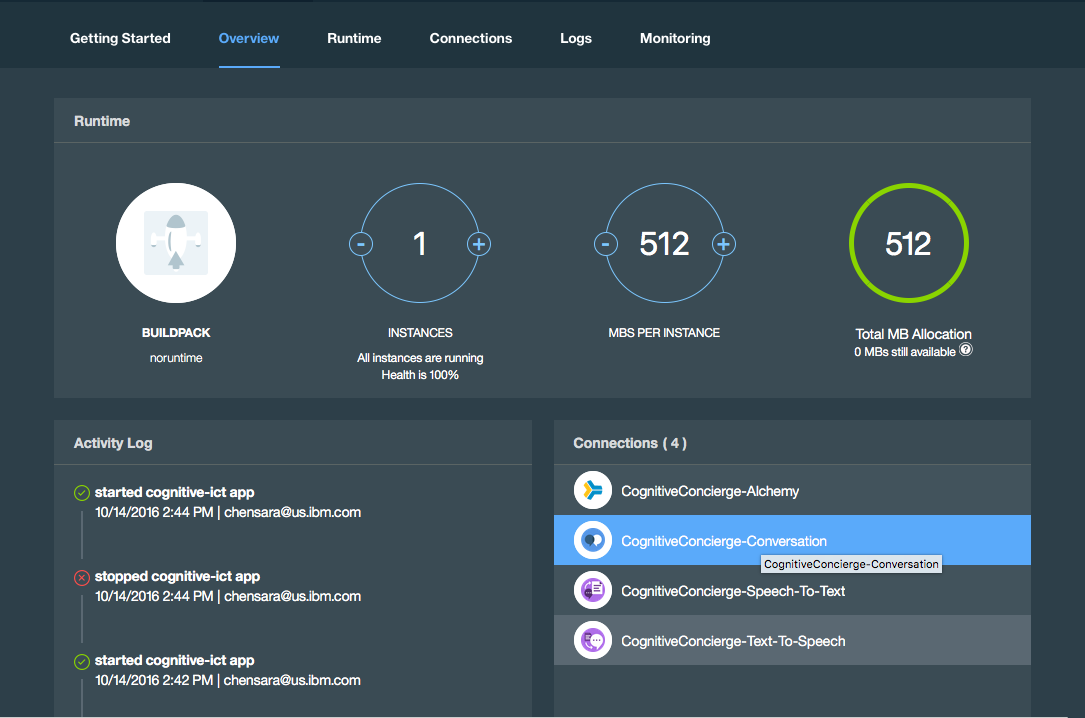 Getting Started Overview Runtime Connections Logs Monitoring
Runtime
- 1 +
- 512 +
512
BUILDPACK
noruntime
INSTANCES
All instances are running
Health is 100%
MBS PER INSTANCE
Total MB Allocation
0 MBs still available ?
Activity Log
started cognitive-ict app
10/14/2016 2:44 PM | chensara@us.ibm.com
stopped cognitive-ict app
10/14/2016 2:44 PM | chensara@us.ibm.com
started cognitive-ict app
10/14/2016 2:42 PM | chensara@us.ibm.com
Connections ( 4 )
CognitiveConcierge-Alchemy
CognitiveConcierge-Conversation
CognitiveConcierge-Conversation
CognitiveConcierge-Speech-To-Text
CognitiveConcierge-Text-To-Speech